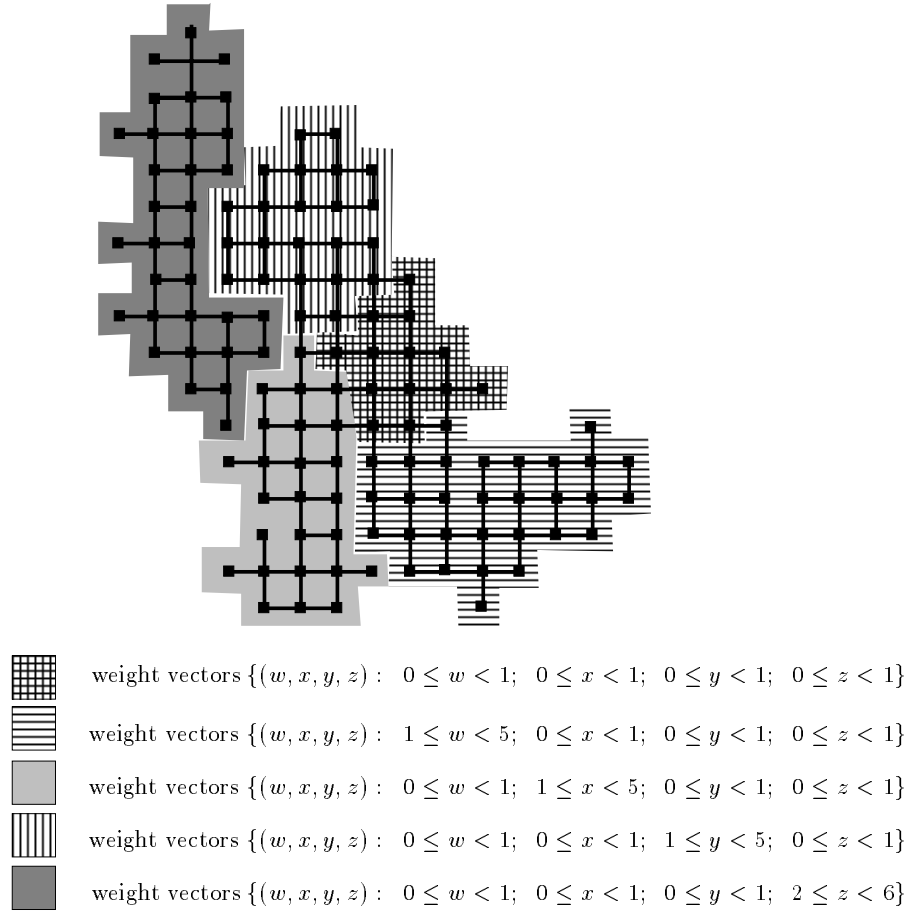 weight vectors {(w, x, y, z) : 0 ≤ w < 1; 0 ≤ x < 1; 0 ≤ y < 1; 0 ≤ z < 1}
weight vectors {(w, x, y, z) : 1 ≤ w < 5; 0 ≤ x < 1; 0 ≤ y < 1; 0 ≤ z < 1}
weight vectors {(w, x, y, z) : 0 ≤ w < 1; 1 ≤ x < 5; 0 ≤ y < 1; 0 ≤ z < 1}
weight vectors {(w, x, y, z) : 0 ≤ w < 1; 0 ≤ x < 1; 1 ≤ y < 5; 0 ≤ z < 1}
weight vectors {(w, x, y, z) : 0 ≤ w < 1; 0 ≤ x < 1; 0 ≤ y < 1; 2 ≤ z < 6}